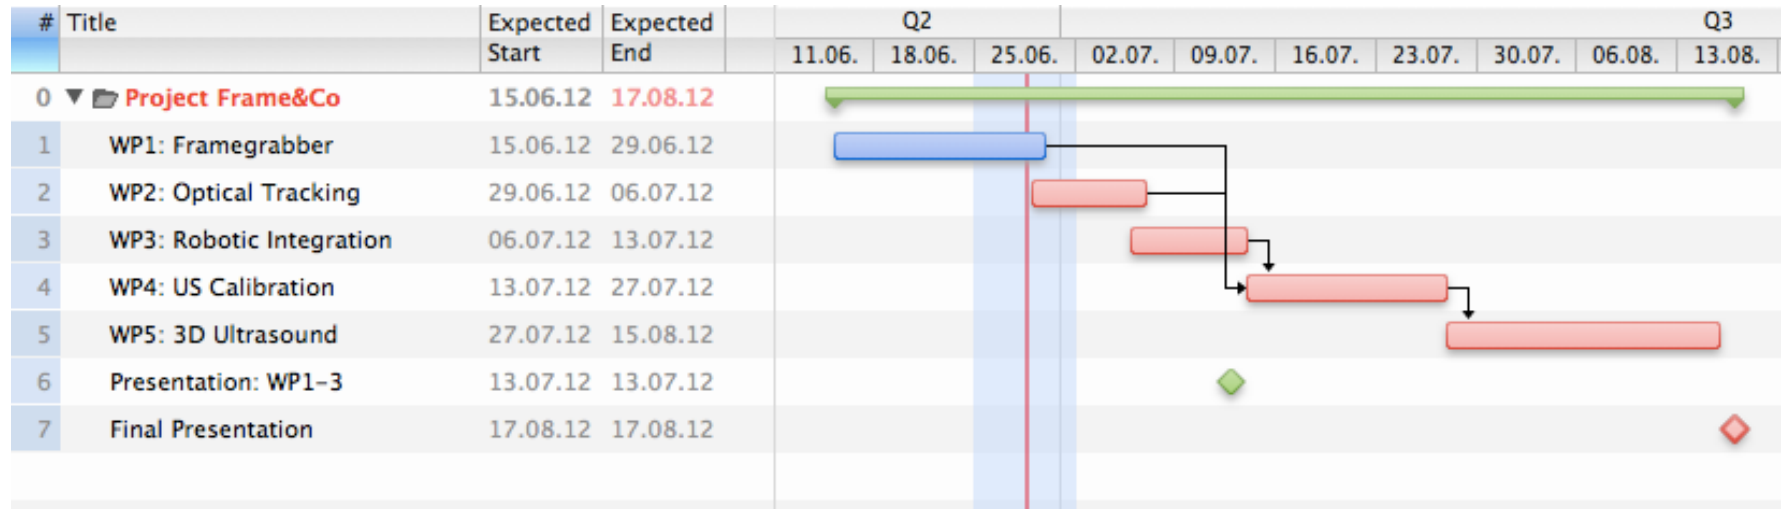 # Title Expected Expected Q2 Q3
Start End 11.06. 18.06. 25.06. 02.07. 09.07. 16.07. 23.07. 30.07. 06.08. 13.08.
0 Project Frame&Co 15.06.12 17.08.12
1 WP1: Framegrabber 15.06.12 29.06.12
2 WP2: Optical Tracking 29.06.12 06.07.12
3 WP3: Robotic Integration 06.07.12 13.07.12
4 WP4: US Calibration 13.07.12 27.07.12
5 WP5: 3D Ultrasound 27.07.12 15.08.12
6 Presentation: WP1-3 13.07.12 13.07.12
7 Final Presentation 17.08.12 17.08.12